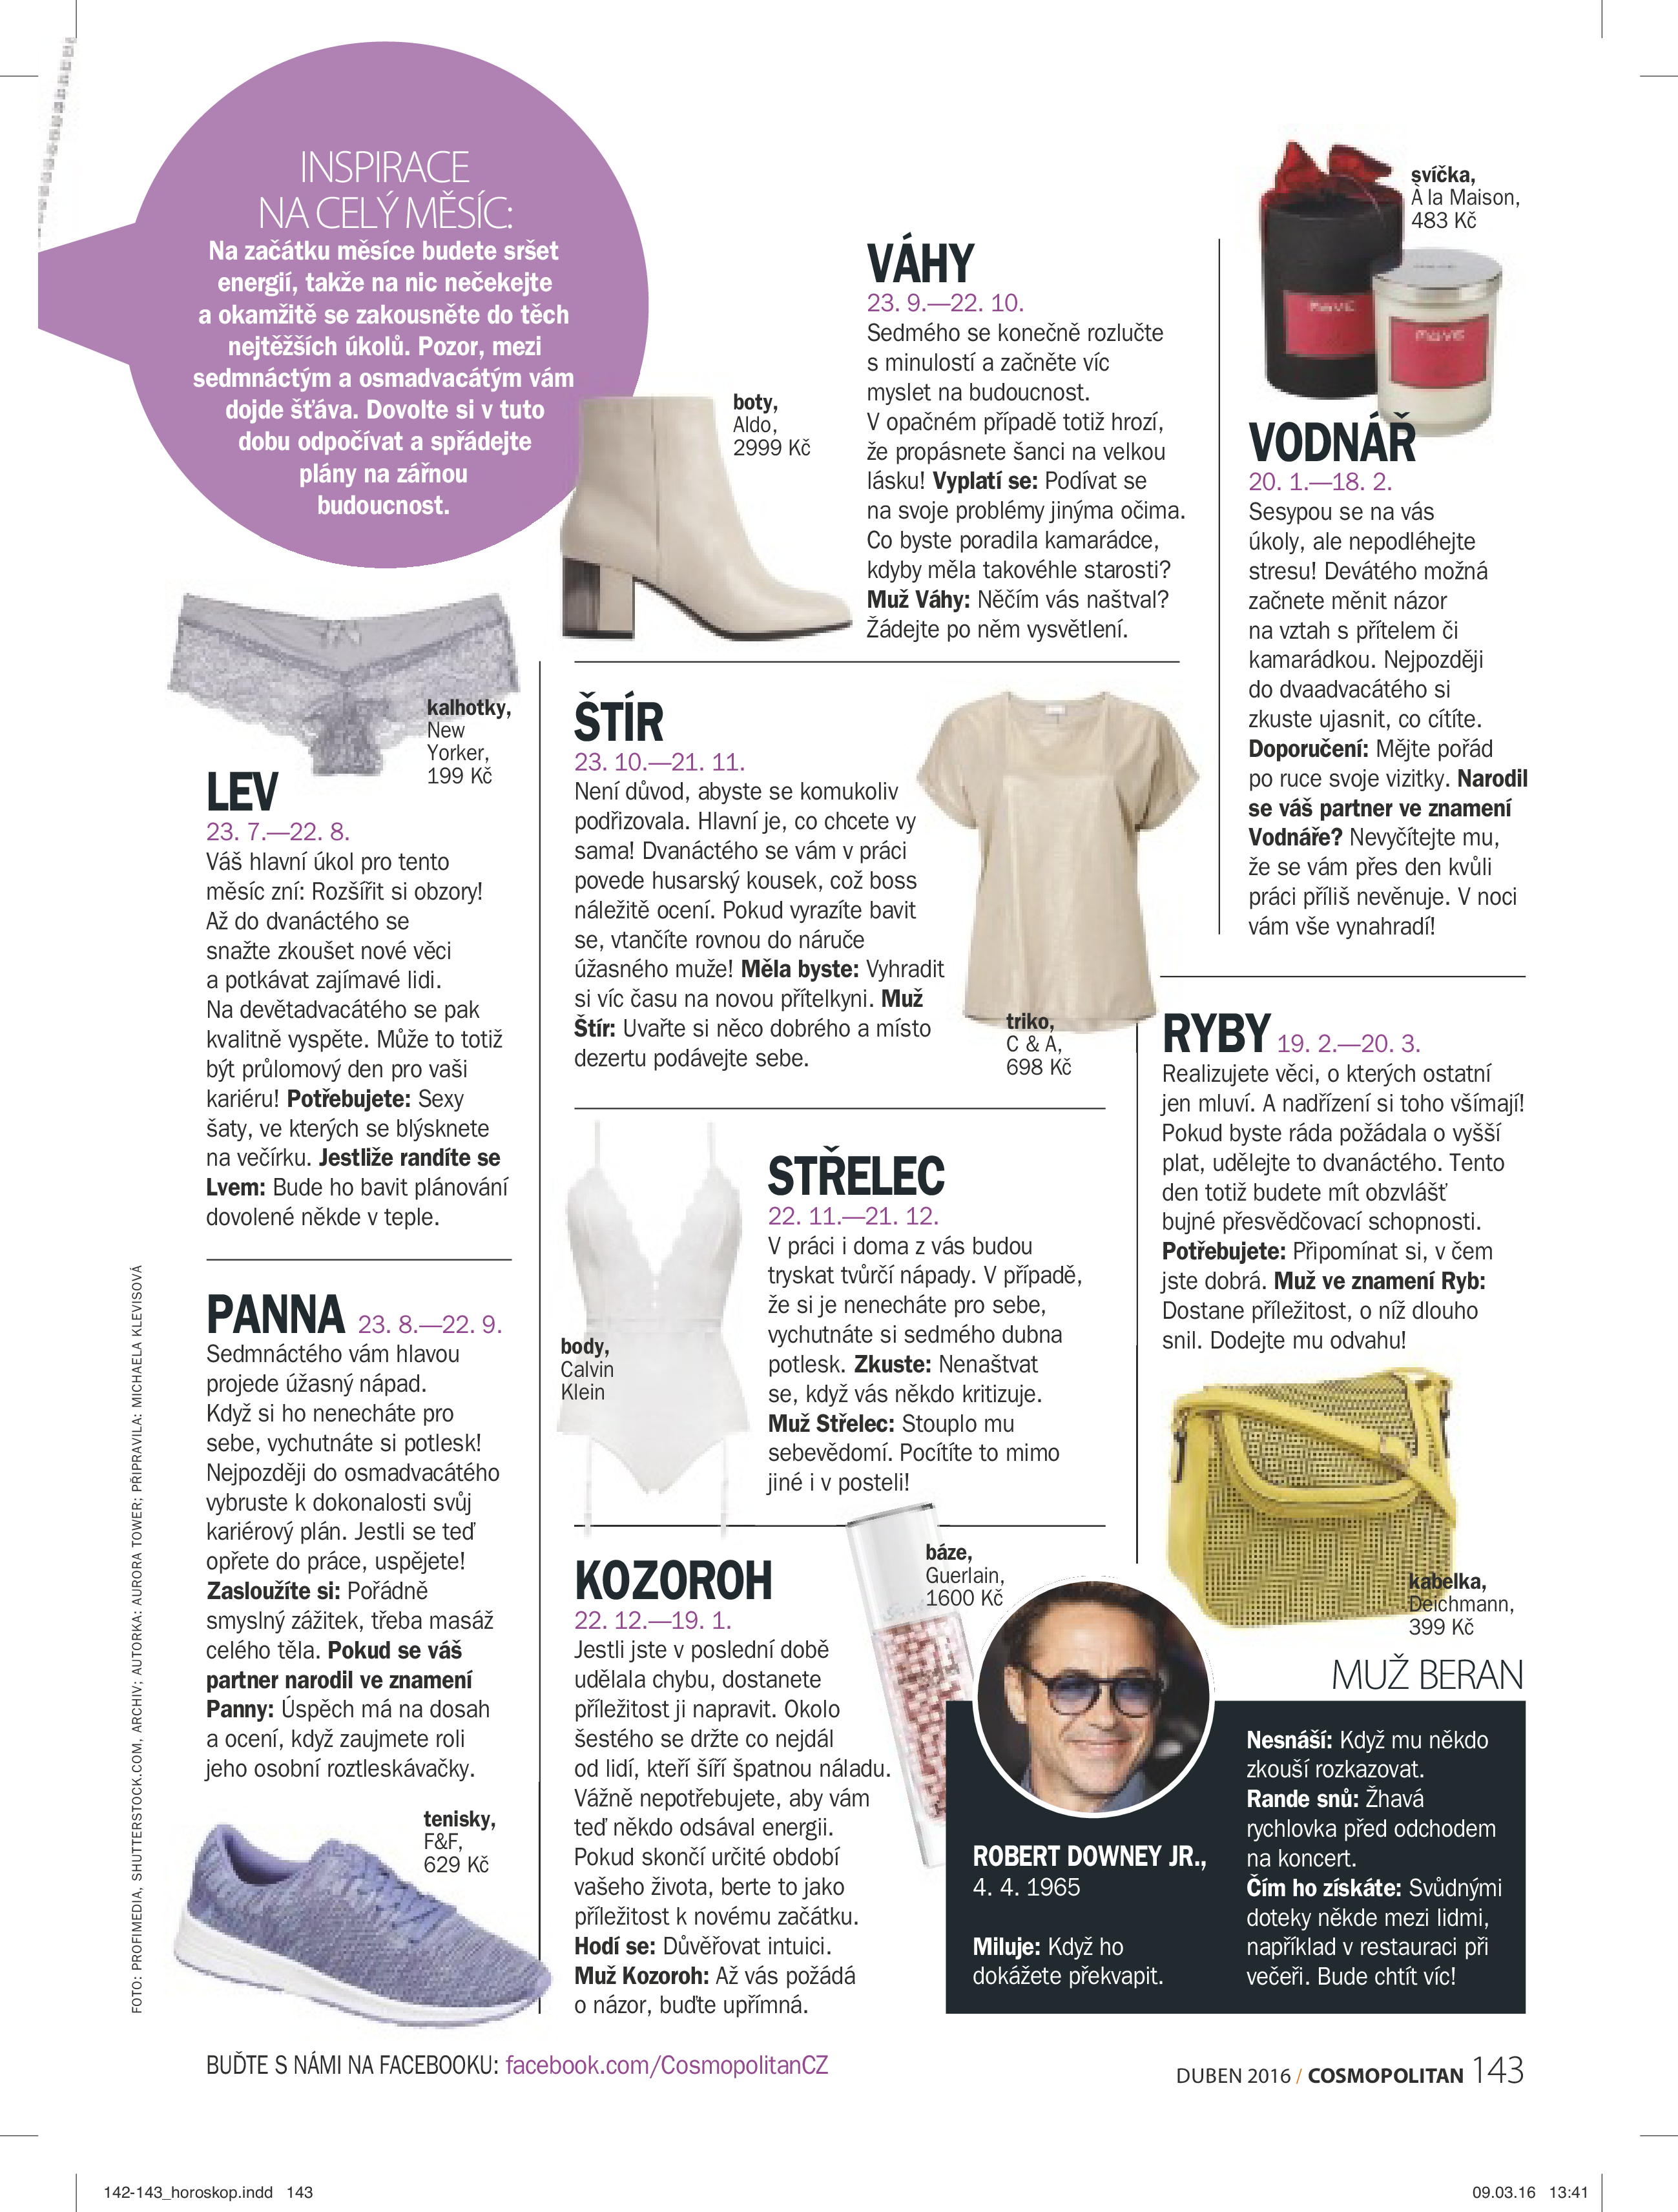 INSPIRACE
NA CELÝ MĚSÍC:
Na začátku měsíce budete sršet
energií, takže na nic nečekejte
a okamžitě se zakousněte do těch
nejtěžších úkolů. Pozor, mezi
sedmnáctým a osmadvacátým vám
dojde šťáva. Dovolte si v tuto
dobu odpočívat a spřádejte
plány na zářnou
budoucnost.
kalhotky,
New
Yorker,
199 Kč
LEV
23. 7.—22. 8.
Váš hlavní úkol pro tento
měsíc zní: Rozšířit si obzory!
Až do dvanáctého se
snažte zkoušet nové věci
a potkávat zajímavé lidi.
Na devětadvacátého se pak
kvalitně vyspěte. Může to totiž
být průlomový den pro vaši
kariéru! Potřebujete: Sexy
šaty, ve kterých se blýsknete
na večírku. Jestliže randíte se
Lvem: Bude ho bavit plánování
dovolené někde v teple.
PANNA 23. 8.—22. 9.
Sedmnáctého vám hlavou
projede úžasný nápad.
Když si ho nenecháte pro
sebe, vychutnáte si potlesk!
Nejpozději do osmadvacátého
vybruste k dokonalosti svůj
kariérový plán. Jestli se teď
opřete do práce, uspějete!
Zasloužíte si: Pořádně
smyslný zážitek, třeba masáž
celého těla. Pokud se váš
partner narodil ve znamení
Panny: Úspěch má na dosah
a ocení, když zaujmete roli
jeho osobní roztleskávačky.
tenisky,
F&F,
629 Kč
FOTO: PROFIMEDIA, SHUTTERSTOCK.COM, ARCHIV; AUTORKA: AURORA TOWER; PŘIPRAVILA: MICHAELA KLEVISOVÁ
boty,
Aldo,
2999 Kč
VÁHY
23. 9.—22. 10.
Sedmého se konečně rozlučte
s minulostí a začněte víc
myslet na budoucnost.
V opačném případě totiž hrozí,
že propásnete šanci na velkou
lásku! Vyplatí se: Podívat se
na svoje problémy jinýma očima.
Co byste poradila kamarádce,
kdyby měla takovéhle starosti?
Muž Váhy: Něčím vás naštval?
Žádejte po něm vysvětlení.
ŠTÍR
23. 10.—21. 11.
Není důvod, abyste se komukoliv
podřizovala. Hlavní je, co chcete vy
sama! Dvanáctého se vám v práci
povede husarský kousek, což boss
náležitě ocení. Pokud vyrazíte bavit
se, vtančíte rovnou do náruče
úžasného muže! Měla byste: Vyhradit
si víc času na novou přítelkyni. Muž
Štír: Uvařte si něco dobrého a místo
dezertu podávejte sebe.
triko,
C & A,
698 Kč
body,
Calvin
Klein
STŘELEC
22. 11.—21. 12.
V práci i doma z vás budou
tryskat tvůrčí nápady. V případě,
že si je nenecháte pro sebe,
vychutnáte si sedmého dubna
potlesk. Zkuste: Nenaštvat
se, když vás někdo kritizuje.
Muž Střelec: Stouplo mu
sebevědomí. Pocítíte to mimo
jiné i v posteli!
KOZOROH
22. 12.—19. 1.
Jestli jste v poslední době
udělala chybu, dostanete
příležitost ji napravit. Okolo
šestého se držte co nejdál
od lidí, kteří šíří špatnou náladu.
Vážně nepotřebujete, aby vám
teď někdo odsával energii.
Pokud skončí určité období
vašeho života, berte to jako
příležitost k novému začátku.
Hodí se: Důvěřovat intuici.
Muž Kozoroh: Až vás požádá
o názor, buďte upřímná.
báze,
Guerlain,
1600 Kč
svíčka,
À la Maison,
483 Kč
mavé
mavé
VODNÁŘ
20. 1.—18. 2.
Sesypou se na vás
úkoly, ale nepodléhejte
stresu! Devátého možná
začnete měnit názor
na vztah s přítelem či
kamarádkou. Nejpozději
do dvaadvacátého si
zkuste ujasnit, co cítíte.
Doporučení: Mějte pořád
po ruce svoje vizitky. Narodil
se váš partner ve znamení
Vodnáře? Nevyčítejte mu,
že se vám přes den kvůli
práci příliš nevěnuje. V noci
vám vše vynahradí!
RYBY 19. 2.—20. 3.
Realizujete věci, o kterých ostatní
jen mluví. A nadřízení si toho všímají!
Pokud byste ráda požádala o vyšší
plat, udělejte to dvanáctého. Tento
den totiž budete mít obzvlášť
bujné přesvědčovací schopnosti.
Potřebujete: Připomínat si, v čem
jste dobrá. Muž ve znamení Ryb:
Dostane příležitost, o níž dlouho
snil. Dodejte mu odvahu!
kabelka,
Deichmann,
399 Kč
MUŽ BERAN
ROBERT DOWNEY JR.,
4. 4. 1965
Miluje: Když ho
dokážete překvapit.
Nesnáší: Když mu někdo
zkouší rozkazovat.
Rande snů: Žhavá
rychlovka před odchodem
na koncert.
Čím ho získáte: Svůdnými
doteky někde mezi lidmi,
například v restauraci při
večeři. Bude chtít víc!
BUĎTE S NÁMI NA FACEBOOKU: facebook.com/CosmopolitanCZ
DUBEN 2016 / COSMOPOLITAN 143
142-143_horoskop.indd 143
09.03.16 13:41